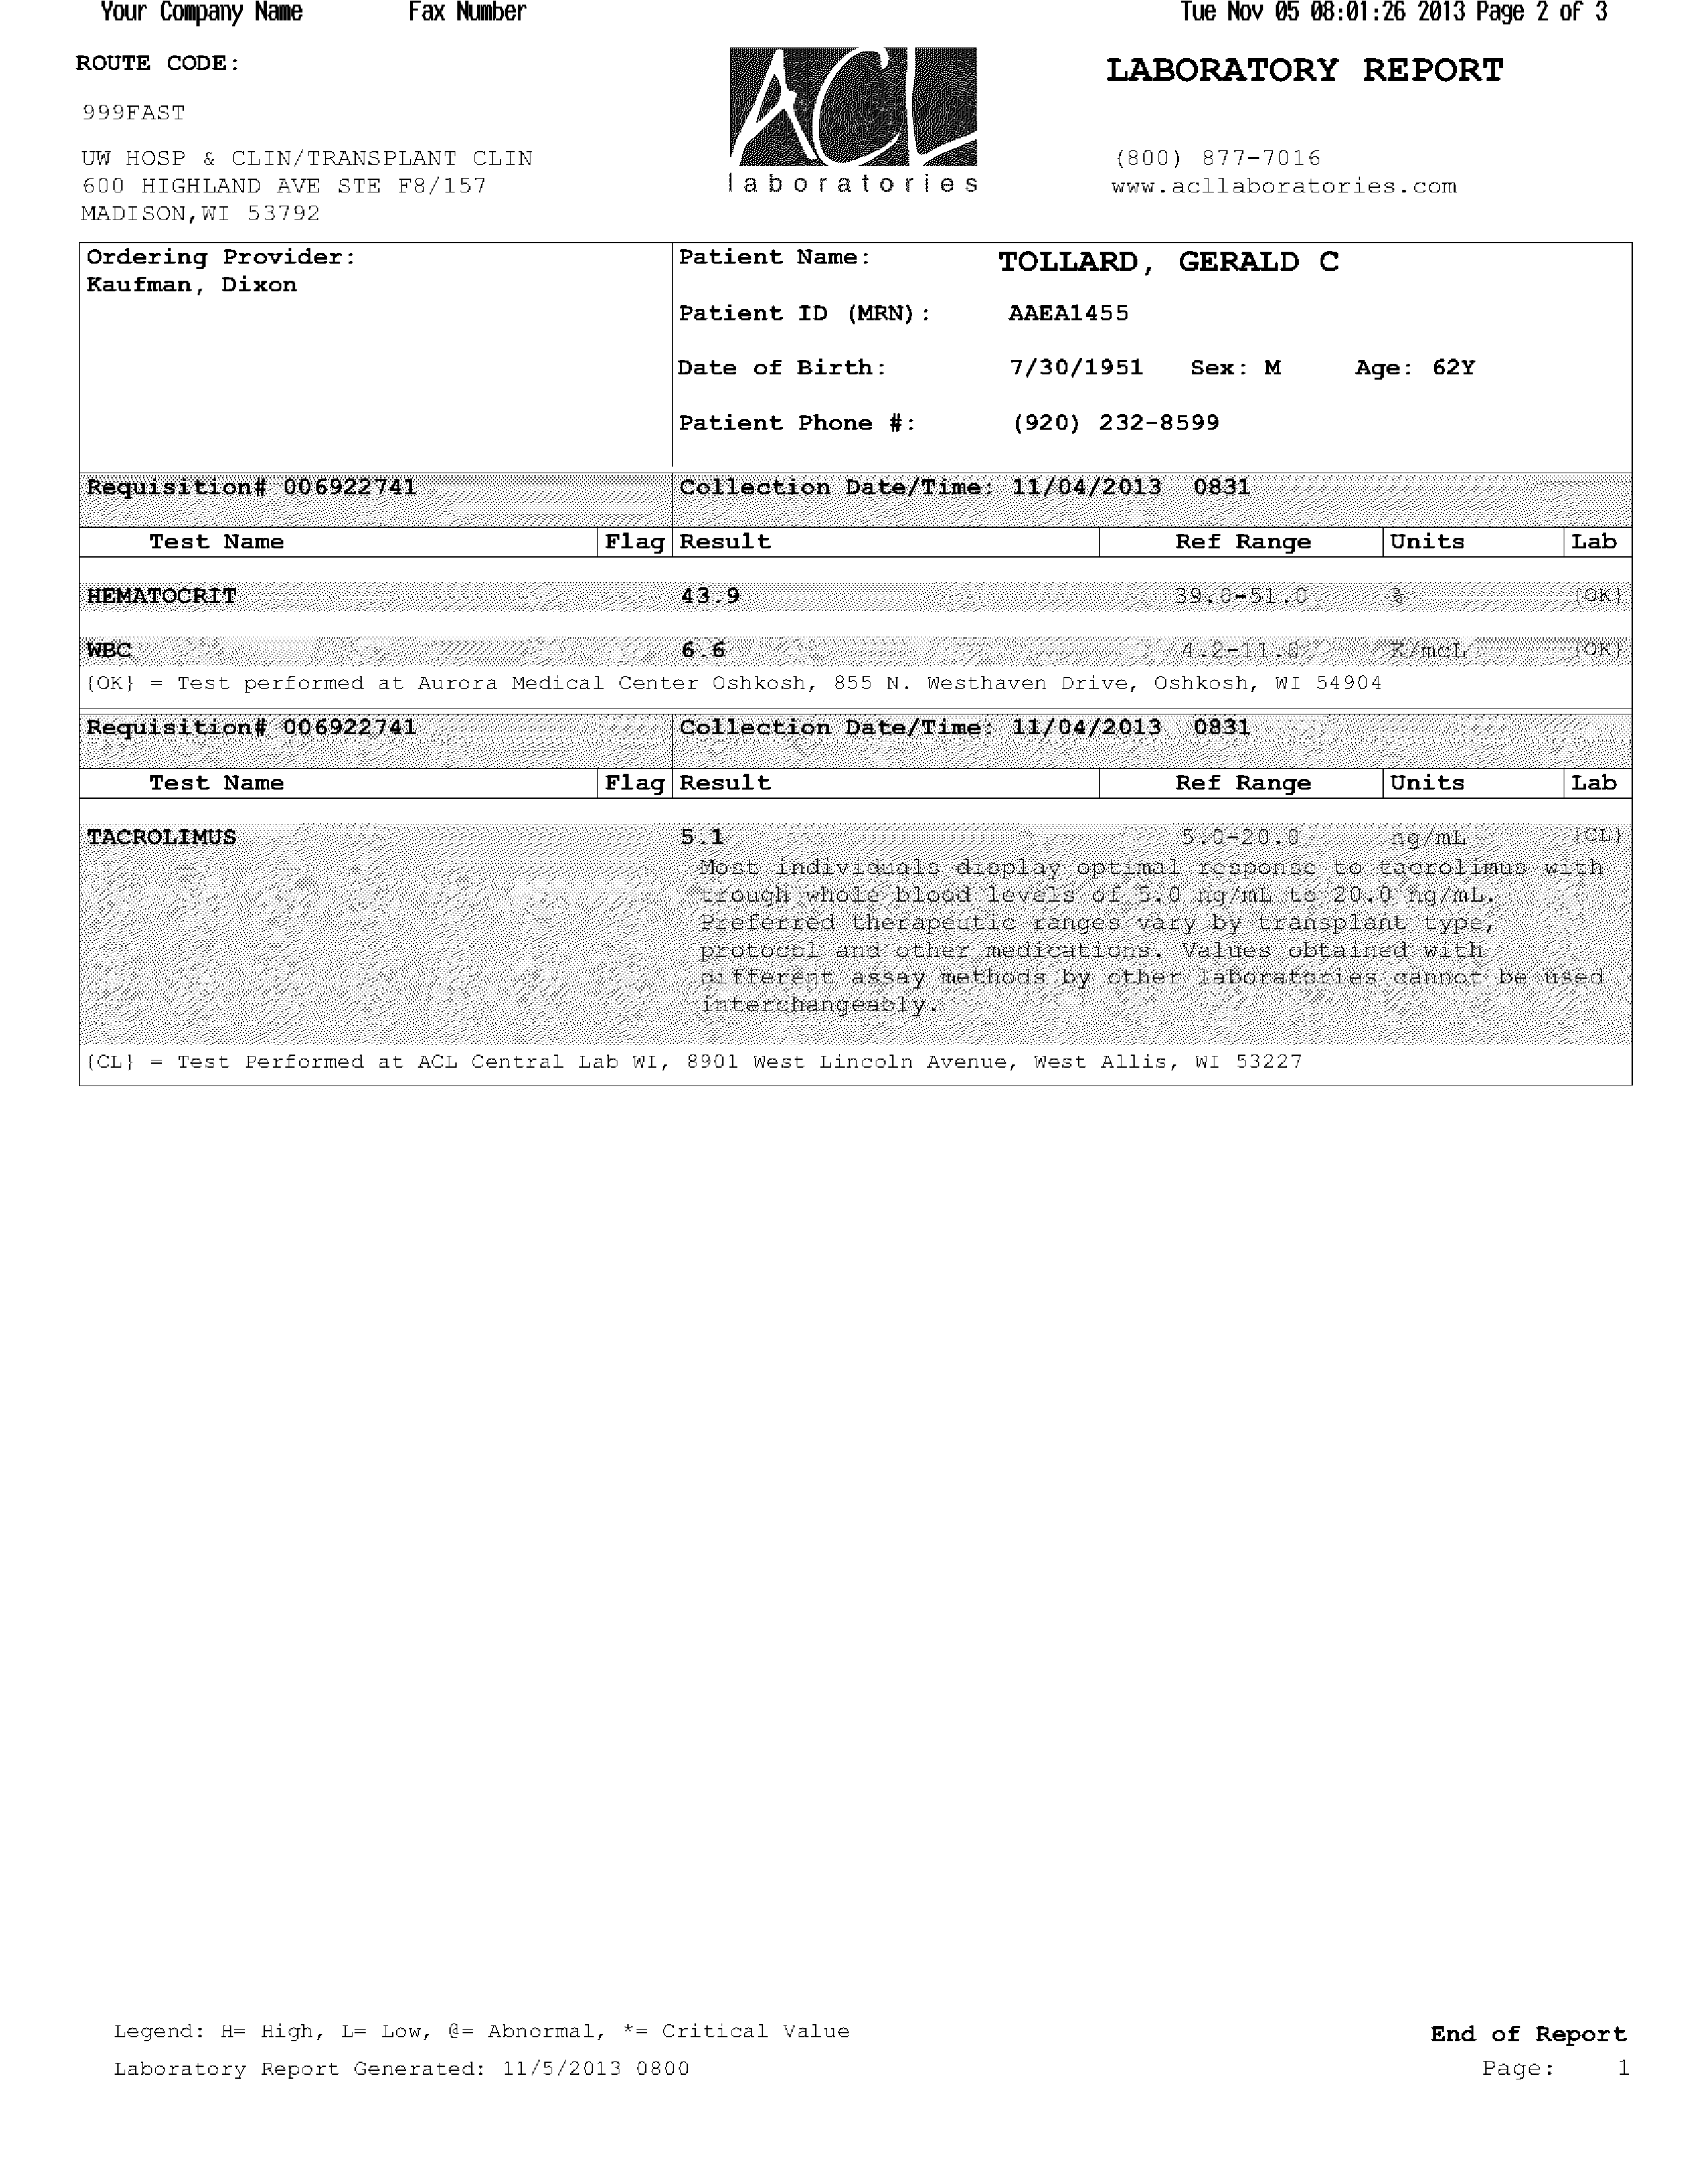 Your Company Name Fax Number Tue Nov 05 08:01:26 2013 Page 2 of 3
ROUTE CODE:
999FAST
UW HOSP & CLIN/TRANSPLANT CLIN
600 HIGHLAND AVE STE F8/157
MADISON,WI 53792
ACL
laboratories
LABORATORY REPORT
(800) 877-7016
www.acllaboratories.com
Ordering Provider:
Kaufman, Dixon
Patient Name: TOLLARD, GERALD C
Patient ID (MRN): AAEA1455
Date of Birth: 7/30/1951 Sex: M Age: 62Y
Patient Phone #: (920) 232-8599
Requisition# 006922741 Collection Date/Time: 11/04/2013 0831
Test Name Flag Result Ref Range Units Lab
HEMATOCRIT 43.9 39.0-51.0 % {OK}
WBC 6.6 4.2-11.0 K/mcL {OK}
{OK} = Test performed at Aurora Medical Center Oshkosh, 855 N. Westhaven Drive, Oshkosh, WI 54904
Requisition# 006922741 Collection Date/Time: 11/04/2013 0831
Test Name Flag Result Ref Range Units Lab
TACROLIMUS 5.1 5.0-20.0 ng/mL {CL}
Most individuals display optimal response to tacrolimus with
trough whole blood levels of 5.0 ng/mL to 20.0 ng/mL.
Preferred therapeutic ranges vary by transplant type,
protocol and other medications. Values obtained with
different assay methods by other laboratories cannot be used
interchangeably.
{CL} = Test Performed at ACL Central Lab WI, 8901 West Lincoln Avenue, West Allis, WI 53227
Legend: H= High, L= Low, @= Abnormal, *= Critical Value
End of Report
Laboratory Report Generated: 11/5/2013 0800
Page: 1